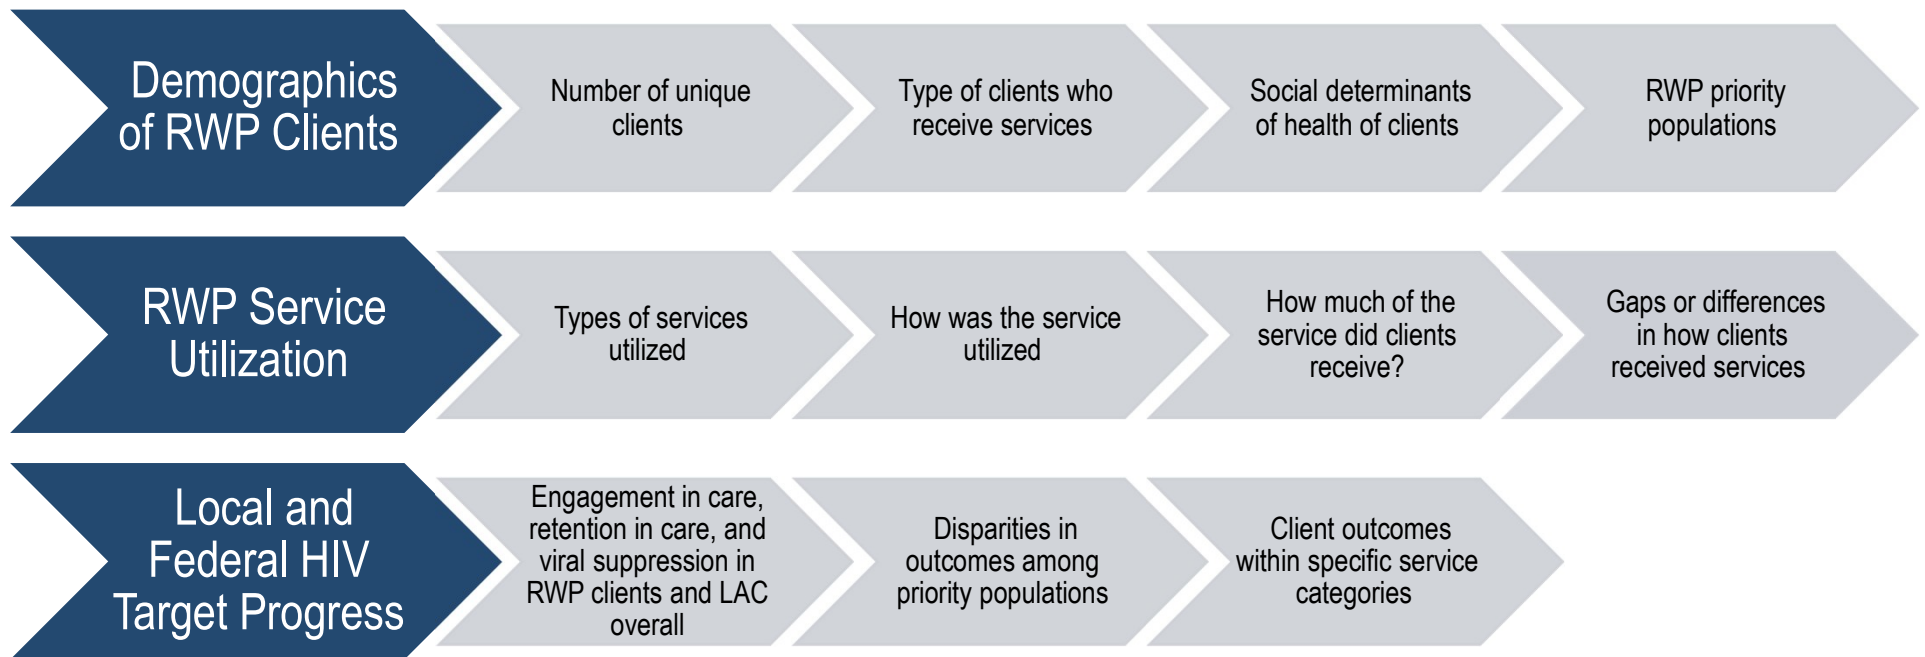 Demographics
of RWP Clients
Number of unique
clients
Type of clients who
receive services
Social determinants
of health of clients
RWP priority
populations
RWP Service
Utilization
Types of services
utilized
How was the service
utilized
How much of the
service did clients
receive?
Gaps or differences
in how clients
received services
Local and
Federal HIV
Target Progress
Engagement in care,
retention in care, and
viral suppression in
RWP clients and LAC
overall
Disparities in
outcomes among
priority populations
Client outcomes
within specific service
categories